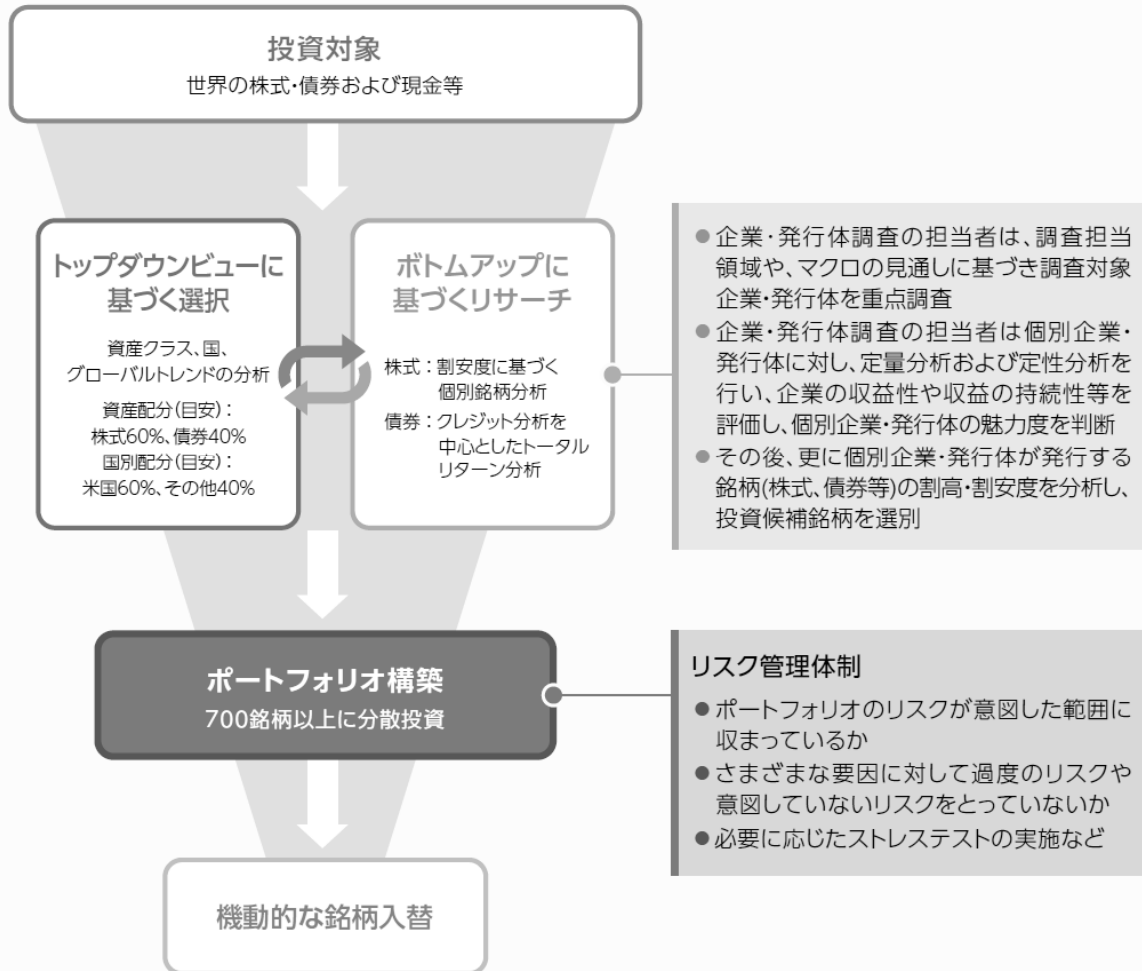 投資対象
世界の株式・債券および現金等
トップダウンビューに
基づく選択
資産クラス、国、
グローバルトレンドの分析
資産配分(目安)：
株式60%、債券40%
国別配分(目安)：
米国60%、その他40%
ボトムアップに
基づくリサーチ
株式：割安度に基づく
個別銘柄分析
債券：クレジット分析を
中心としたトータル
リターン分析
●企業・発行体調査の担当者は、調査担当
領域や、マクロの見通しに基づき調査対象
企業・発行体を重点調査
●企業・発行体調査の担当者は個別企業・
発行体に対し、定量分析および定性分析を
行い、企業の収益性や収益の持続性等を
評価し、個別企業・発行体の魅力度を判断
●その後、更に個別企業・発行体が発行する
銘柄(株式、債券等)の割高・割安度を分析し、
投資候補銘柄を選別
ポートフォリオ構築
700銘柄以上に分散投資
リスク管理体制
●ポートフォリオのリスクが意図した範囲に
収まっているか
●さまざまな要因に対して過度のリスクや
意図していないリスクをとっていないか
●必要に応じたストレステストの実施など
機動的な銘柄入替